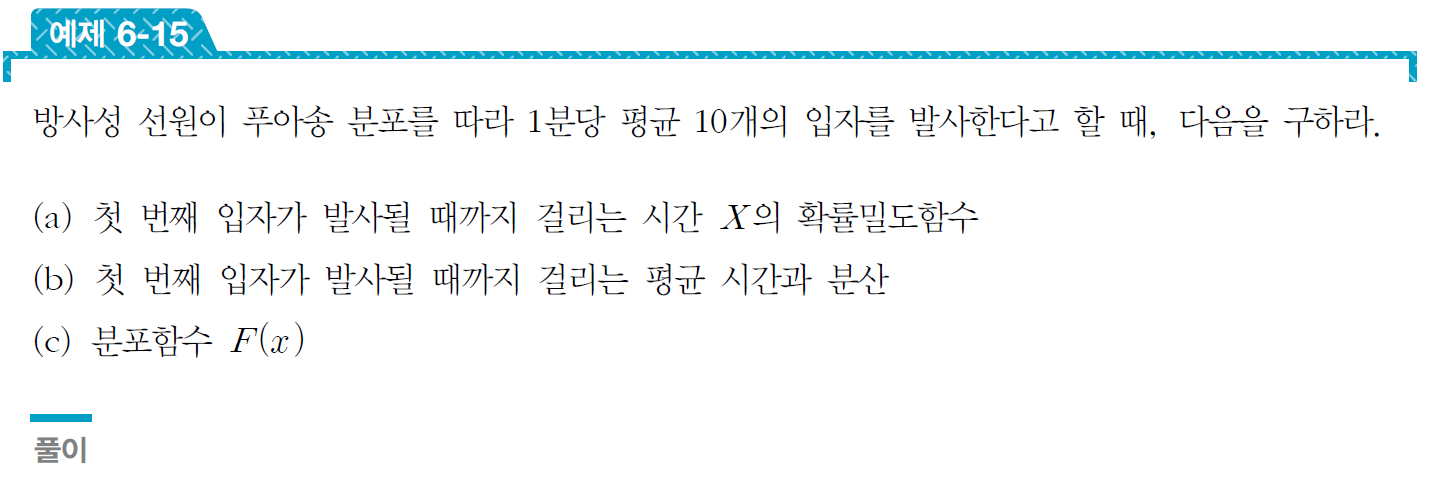 예제 6-15
방사성 선원이 푸아송 분포를 따라 1분당 평균 10개의 입자를 발사한다고 할 때, 다음을 구하라.
(a) 첫 번째 입자가 발사될 때까지 걸리는 시간 X의 확률밀도함수
(b) 첫 번째 입자가 발사될 때까지 걸리는 평균 시간과 분산
(c) 분포함수 F(x)
풀이